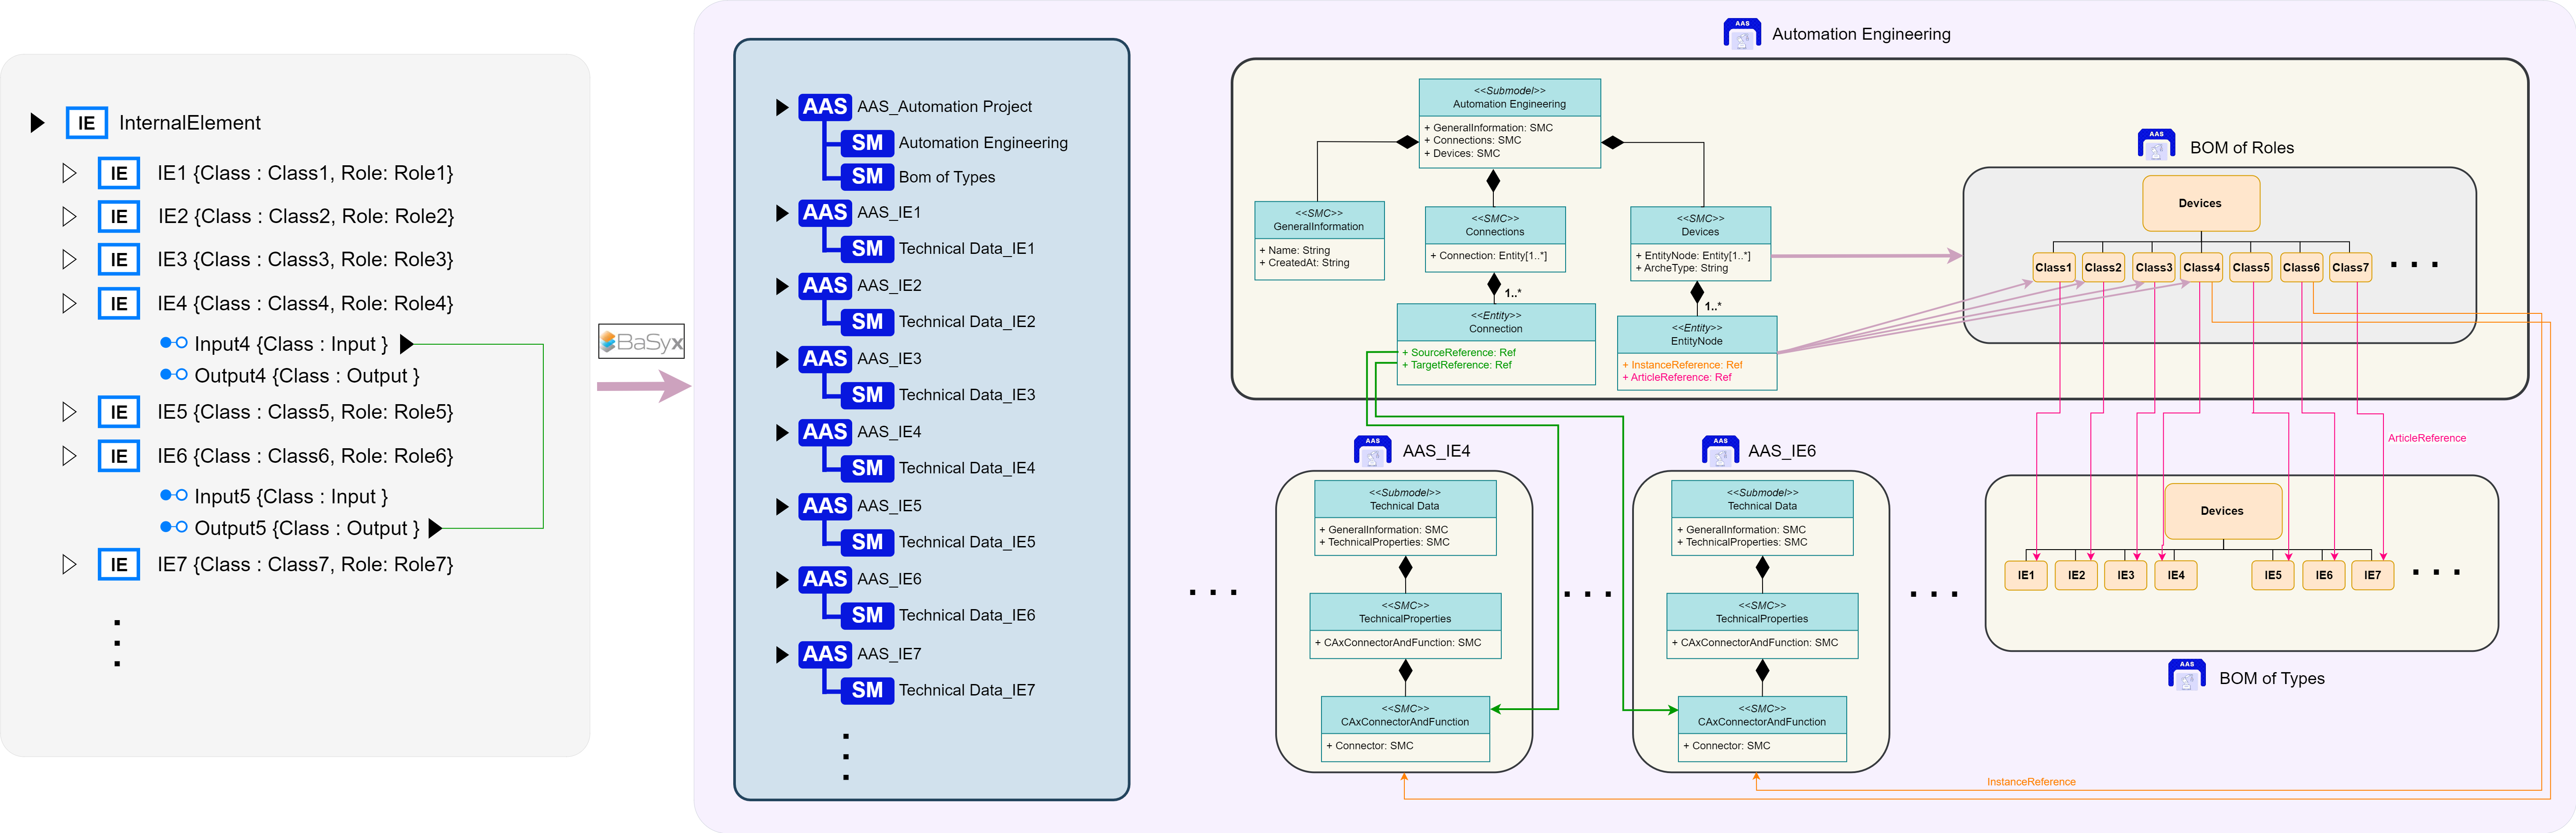 IE InternalElement
IE IE1 {Class : Class1, Role: Role1}
IE IE2 {Class : Class2, Role: Role2}
IE IE3 {Class : Class3, Role: Role3}
IE IE4 {Class : Class4, Role: Role4}
Input4 {Class : Input }
Output4 {Class : Output }
IE IE5 {Class : Class5, Role: Role5}
IE IE6 {Class : Class6, Role: Role6}
Input5 {Class : Input }
Output5 {Class : Output }
IE IE7 {Class : Class7, Role: Role7}
BaSyx
AAS AAS_Automation Project
SM Automation Engineering
SM Bom of Types
AAS AAS_IE1
SM Technical Data_IE1
AAS AAS_IE2
SM Technical Data_IE2
AAS AAS_IE3
SM Technical Data_IE3
AAS AAS_IE4
SM Technical Data_IE4
AAS AAS_IE5
SM Technical Data_IE5
AAS AAS_IE6
SM Technical Data_IE6
AAS AAS_IE7
SM Technical Data_IE7
AAS Automation Engineering
<<Submodel>>
Automation Engineering
+ GeneralInformation: SMC
+ Connections: SMC
+ Devices: SMC
<<SMC>>
GeneralInformation
+ Name: String
+ CreatedAt: String
<<SMC>>
Connections
+ Connection: Entity[1..*]
1..*
<<Entity>>
Connection
+ SourceReference: Ref
+ TargetReference: Ref
<<SMC>>
Devices
+ EntityNode: Entity[1..*]
+ ArcheType: String
1..*
<<Entity>>
EntityNode
+ InstanceReference: Ref
+ ArticleReference: Ref
AAS BOM of Roles
Devices
Class1 Class2 Class3 Class4 Class5 Class6 Class7
ArticleReference
AAS AAS_IE4
<<Submodel>>
Technical Data
+ GeneralInformation: SMC
+ TechnicalProperties: SMC
<<SMC>>
TechnicalProperties
+ CAxConnectorAndFunction: SMC
<<SMC>>
CAxConnectorAndFunction
+ Connector: SMC
AAS AAS_IE6
<<Submodel>>
Technical Data
+ GeneralInformation: SMC
+ TechnicalProperties: SMC
<<SMC>>
TechnicalProperties
+ CAxConnectorAndFunction: SMC
<<SMC>>
CAxConnectorAndFunction
+ Connector: SMC
Devices
IE1 IE2 IE3 IE4 IE5 IE6 IE7
AAS BOM of Types
InstanceReference